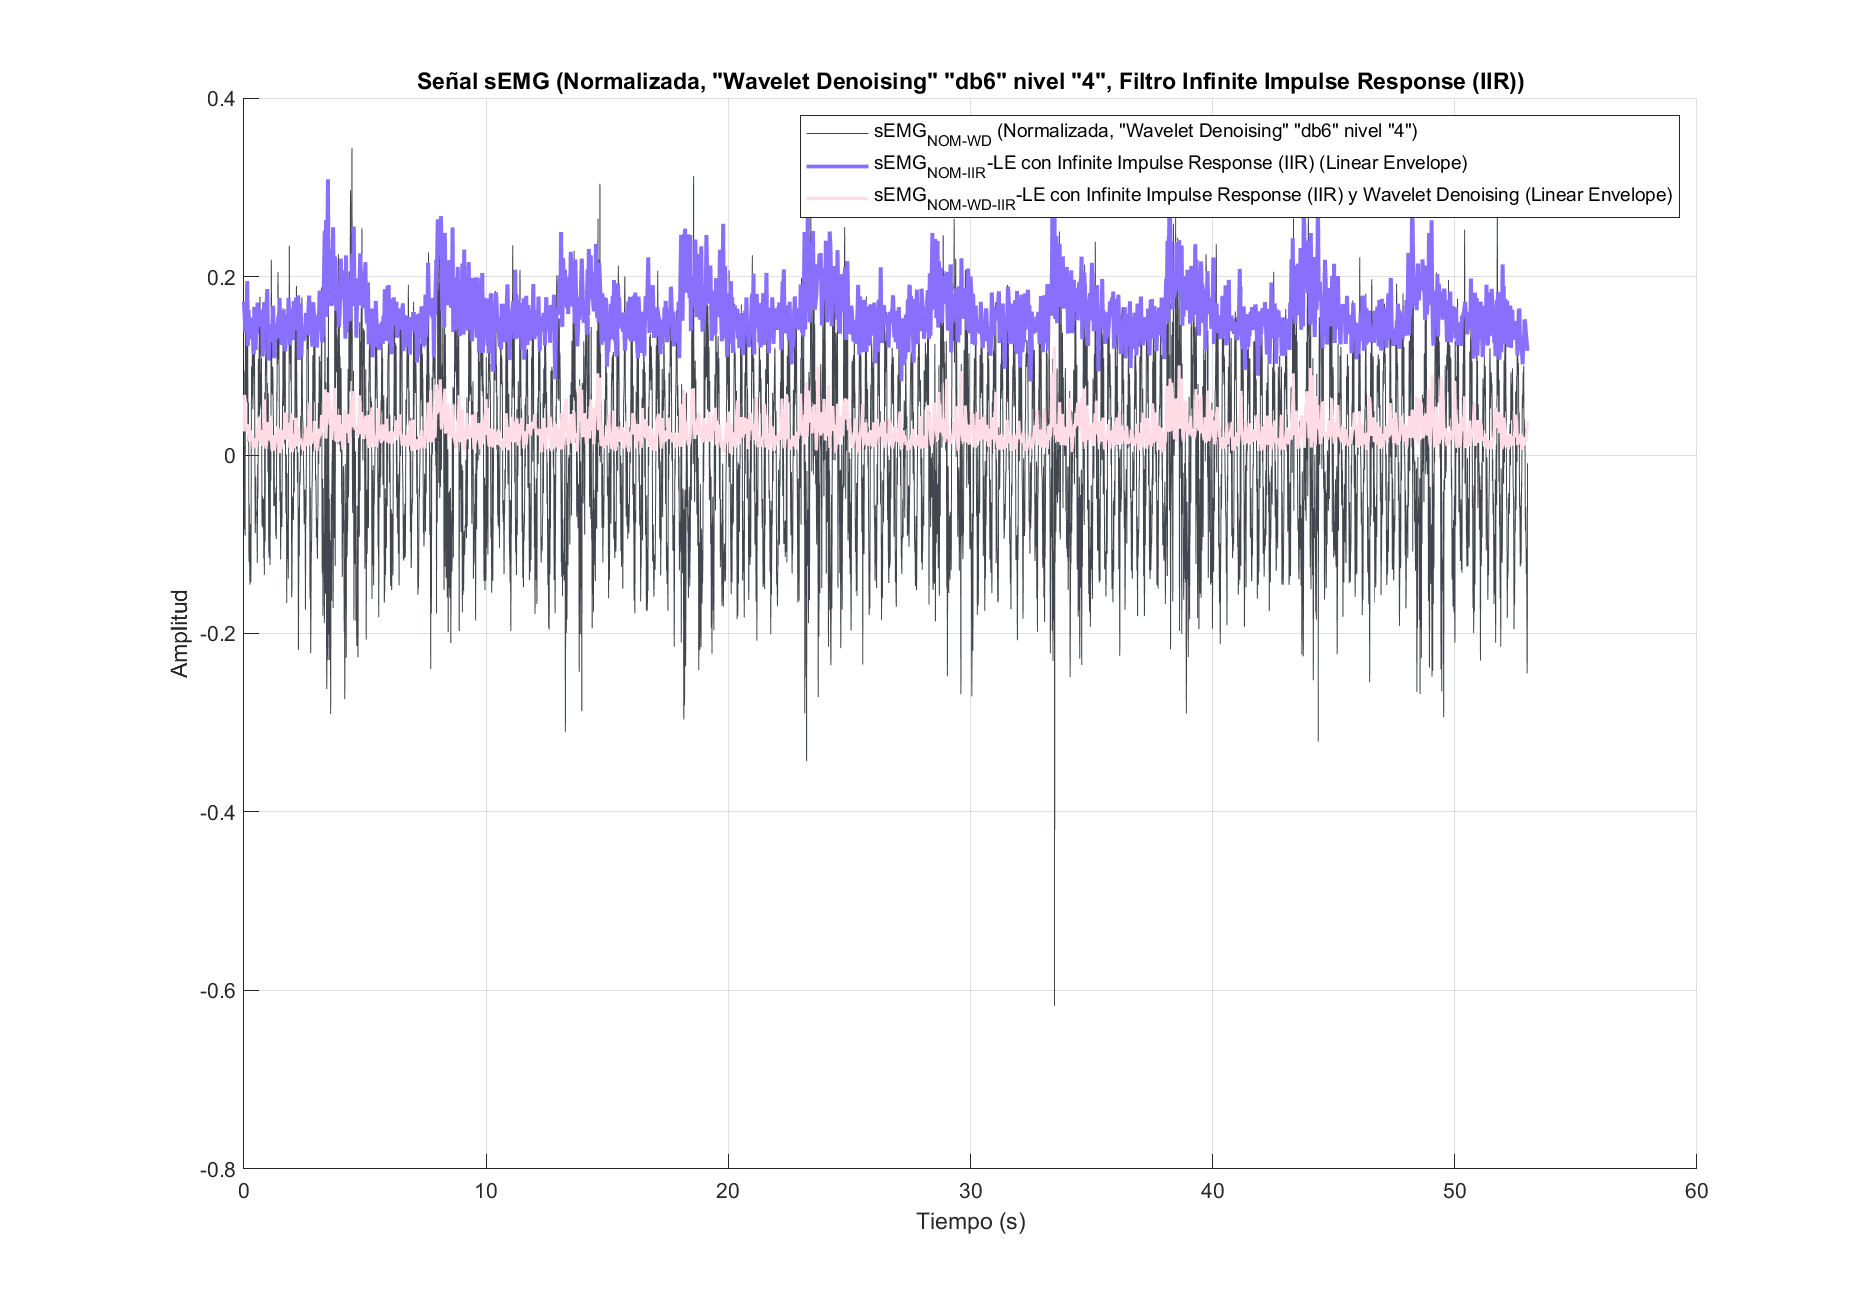 Señal sEMG (Normalizada, "Wavelet Denoising" "db6" nivel "4", Filtro Infinite Impulse Response (IIR))
sEMG_NOM-WD (Normalizada, "Wavelet Denoising" "db6" nivel "4")
sEMG_NOM-IIR-LE con Infinite Impulse Response (IIR) (Linear Envelope)
sEMG_NOM-WD-IIR-LE con Infinite Impulse Response (IIR) y Wavelet Denoising (Linear Envelope)
Amplitud
0.4
0.2
0
-0.2
-0.4
-0.6
-0.8
0 10 20 30 40 50 60
Tiempo (s)